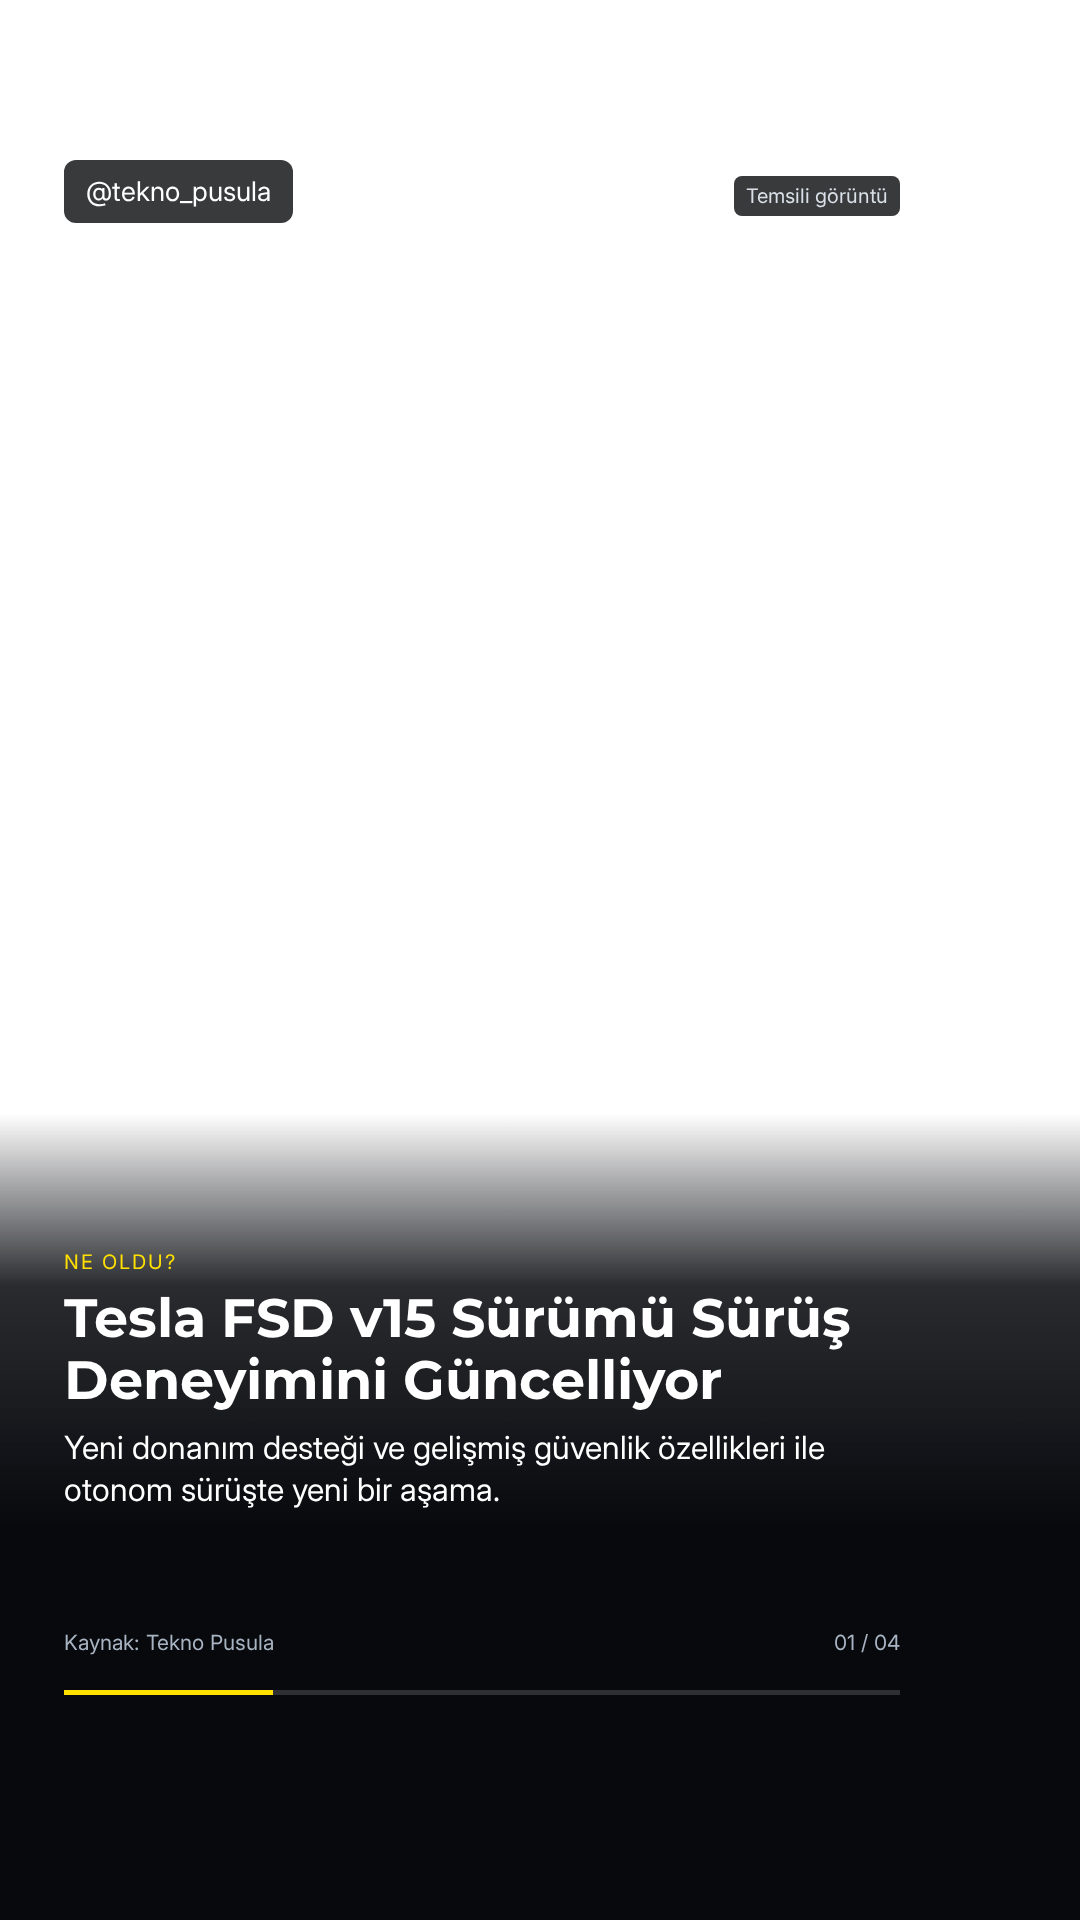 @tekno_pusula
Temsili görüntü
NE OLDU?
Tesla FSD v15 Sürümü Sürüş
Deneyimini Güncelliyor
Yeni donanım desteği ve gelişmiş güvenlik özellikleri ile
otonom sürüşte yeni bir aşama.
Kaynak: Tekno Pusula
01 / 04